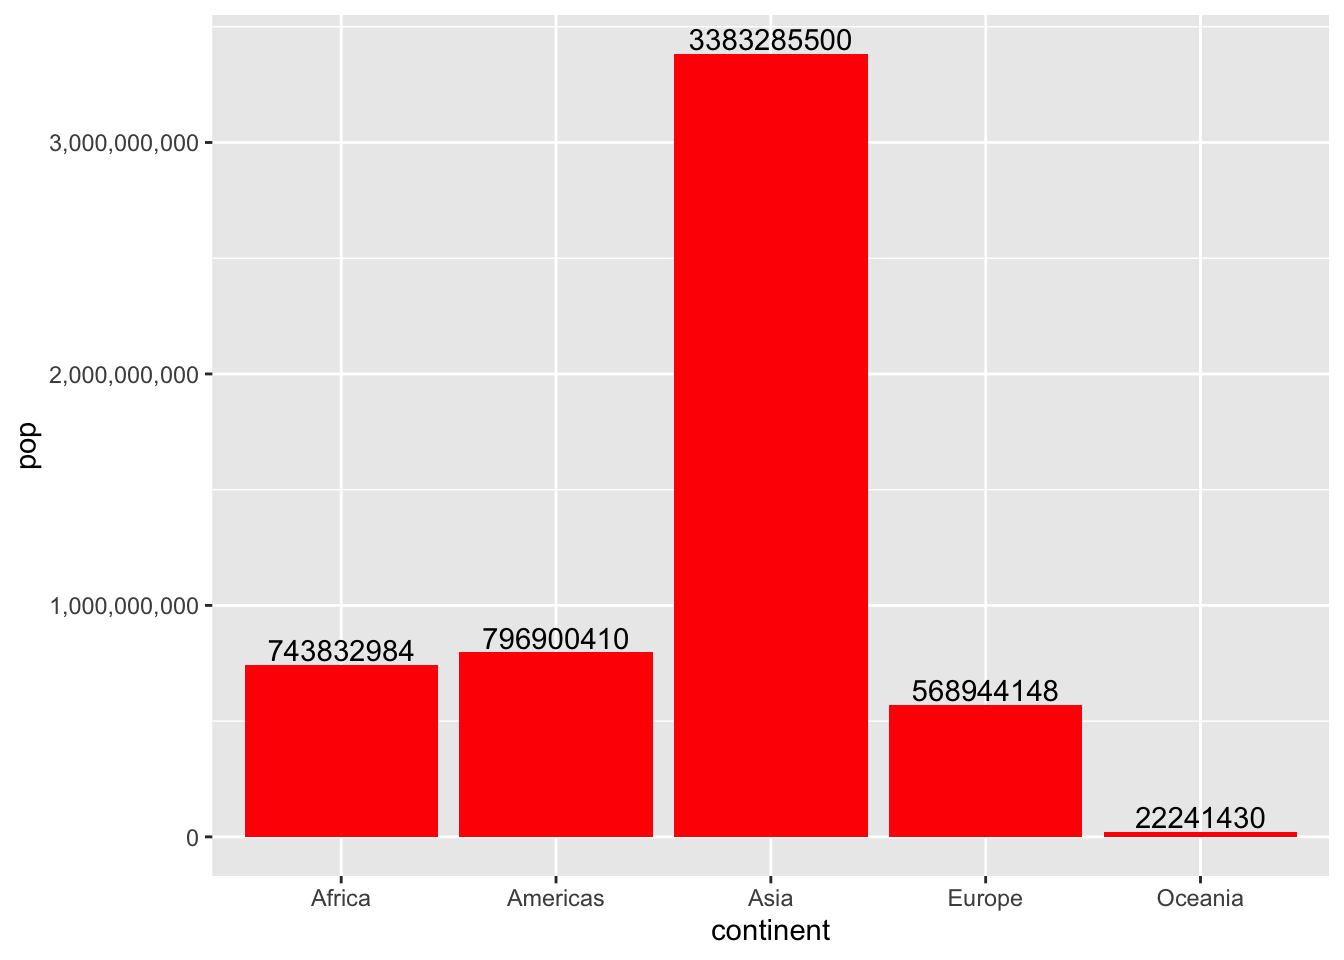 3383285500
3,000,000,000
2,000,000,000
pop
1,000,000,000
743832984
796900410
568944148
22241430
0
Africa
Americas
Asia
Europe
Oceania
continent